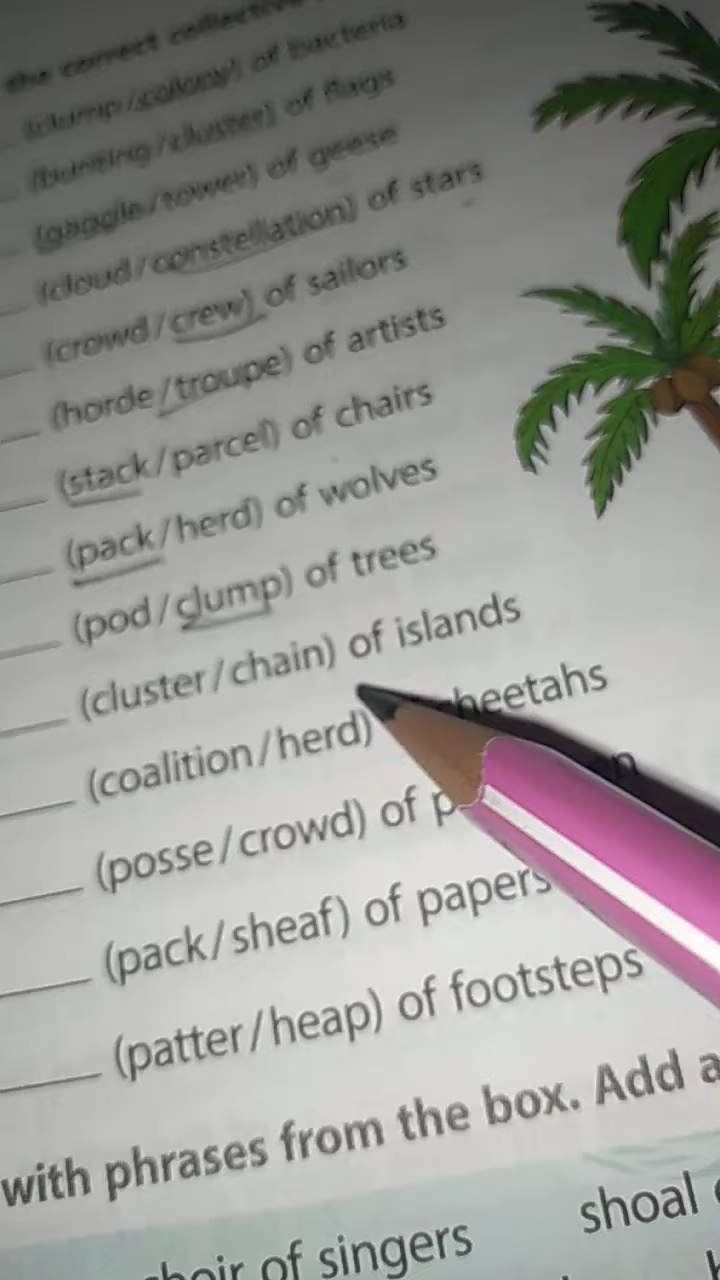 the correct collective
(clump/colony) of bacteria
(bunting/cluster) of flags
(gaggle/tower) of geese
(cloud/constellation) of stars
(crowd/crew) of sailors
(horde/troupe) of artists
(stack/parcel) of chairs
(pack/herd) of wolves
(pod/clump) of trees
(cluster/chain) of islands
(coalition/herd) heetahs
(posse/crowd) of p n
(pack/sheaf) of papers
(patter/heap) of footsteps
with phrases from the box. Add a
choir of singers shoal